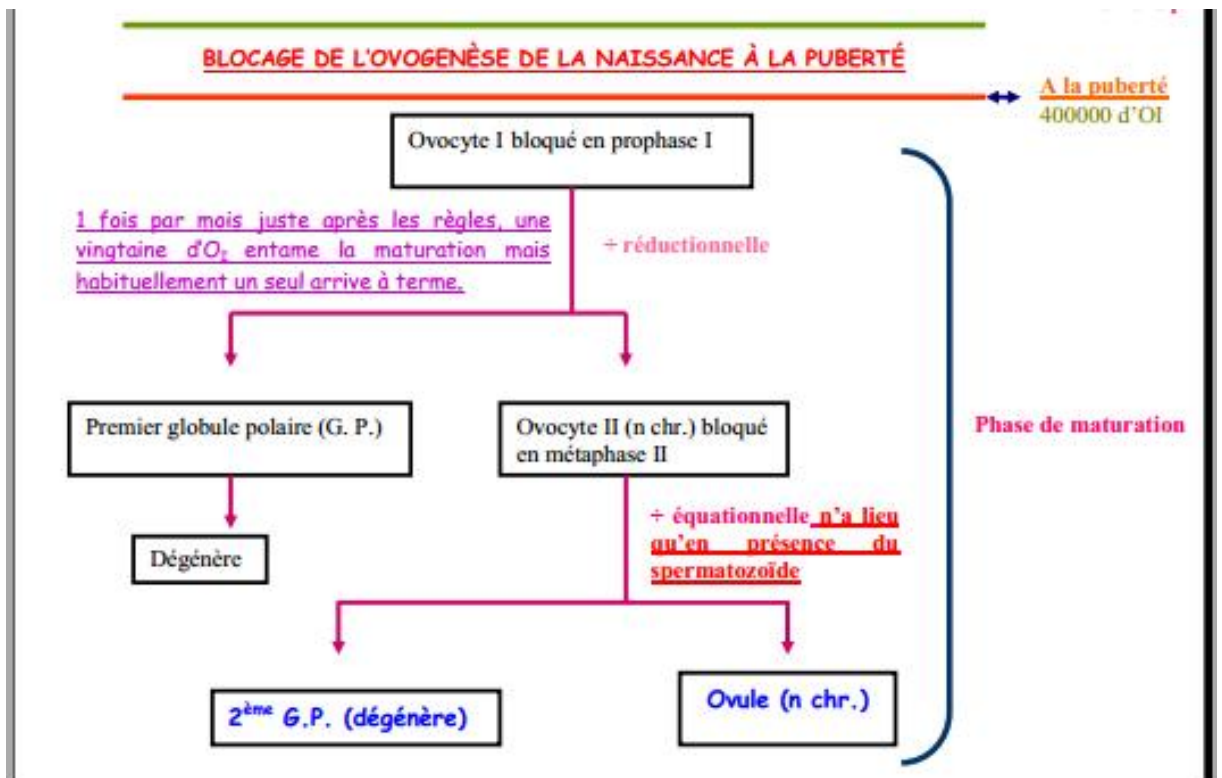 BLOCAGE DE L'OVOGENÈSE DE LA NAISSANCE À LA PUBERTÉ
A la puberté
400000 d'OI
Ovocyte I bloqué en prophase I
1 fois par mois juste après les règles, une
vingtaine d'O₂ entame la maturation mais
habituellement un seul arrive à terme.
÷ réductionnelle
Premier globule polaire (G. P.)
Ovocyte II (n chr.) bloqué
en métaphase II
Phase de maturation
Dégénère
÷ équationnelle n'a lieu
qu'en présence du
spermatozoïde
2ème G.P. (dégénère)
Ovule (n chr.)